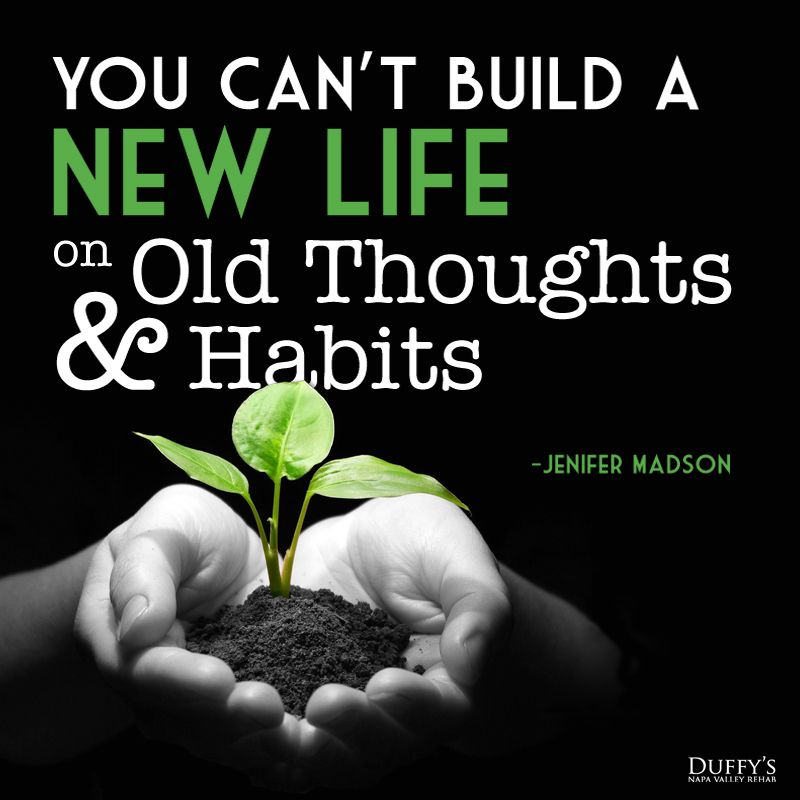 YOU CAN'T BUILD A
NEW LIFE
on Old Thoughts
& Habits
-JENIFER MADSON
DUFFY'S
NAPA VALLEY REHAB